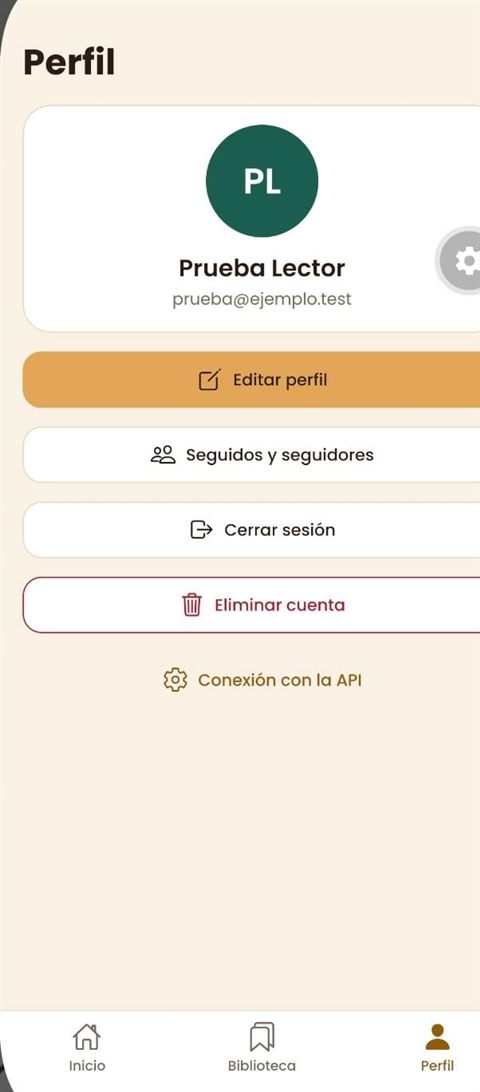 Perfil
PL
Prueba Lector
prueba@ejemplo.test
Editar perfil
Seguidos y seguidores
Cerrar sesión
Eliminar cuenta
Conexión con la API
Inicio
Biblioteca
Perfil